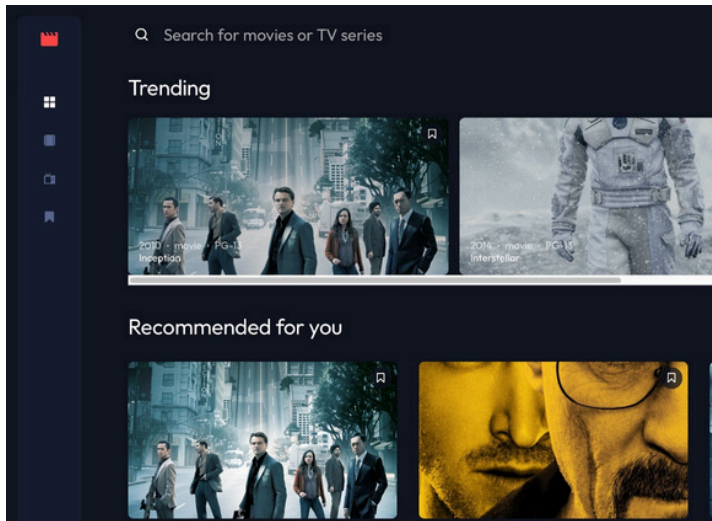 Search for movies or TV series
Trending
2010 • movie • PG-13
Inception
2014 • movie • PG-13
Interstellar
Recommended for you